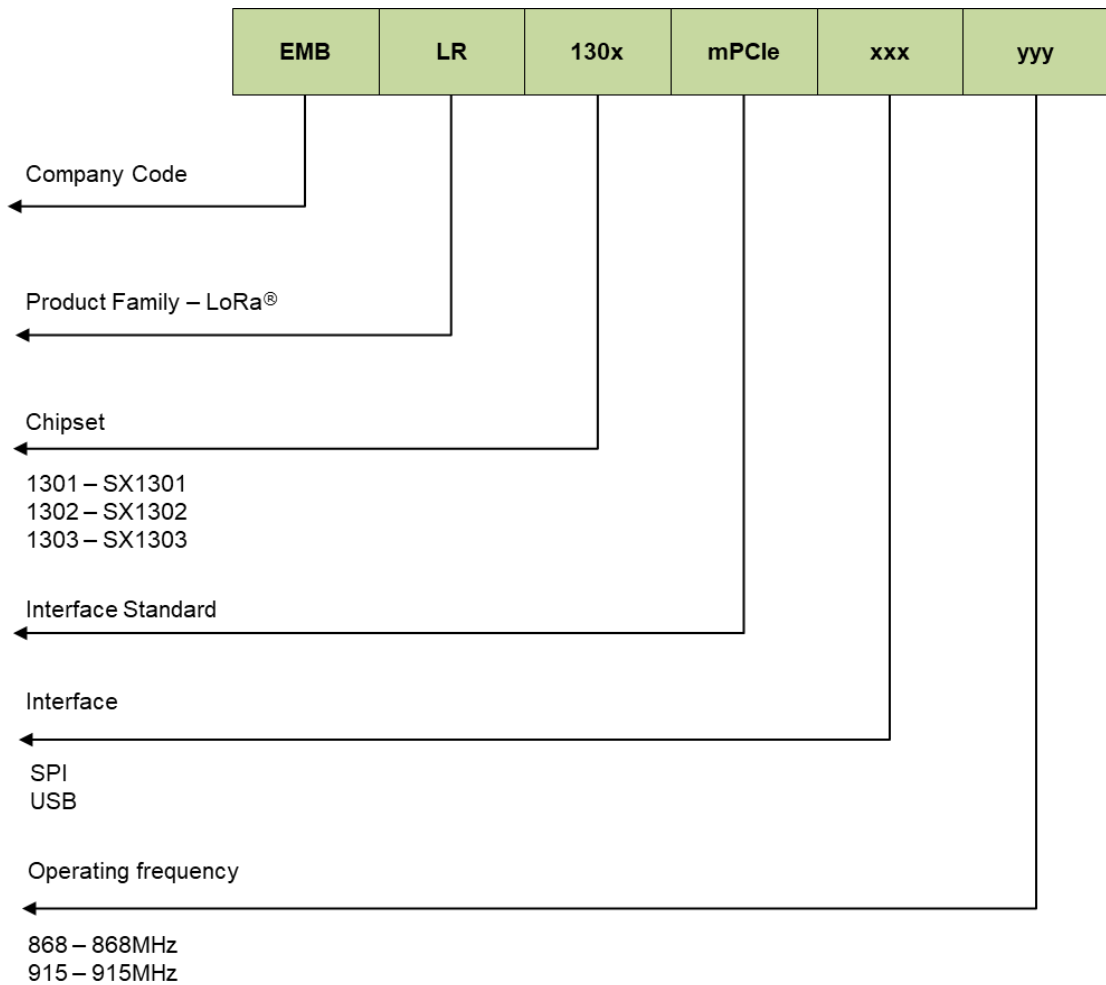 EMB LR 130x mPCIe xxx yyy
Company Code
Product Family – LoRa®
Chipset
1301 – SX1301
1302 – SX1302
1303 – SX1303
Interface Standard
Interface
SPI
USB
Operating frequency
868 – 868MHz
915 – 915MHz